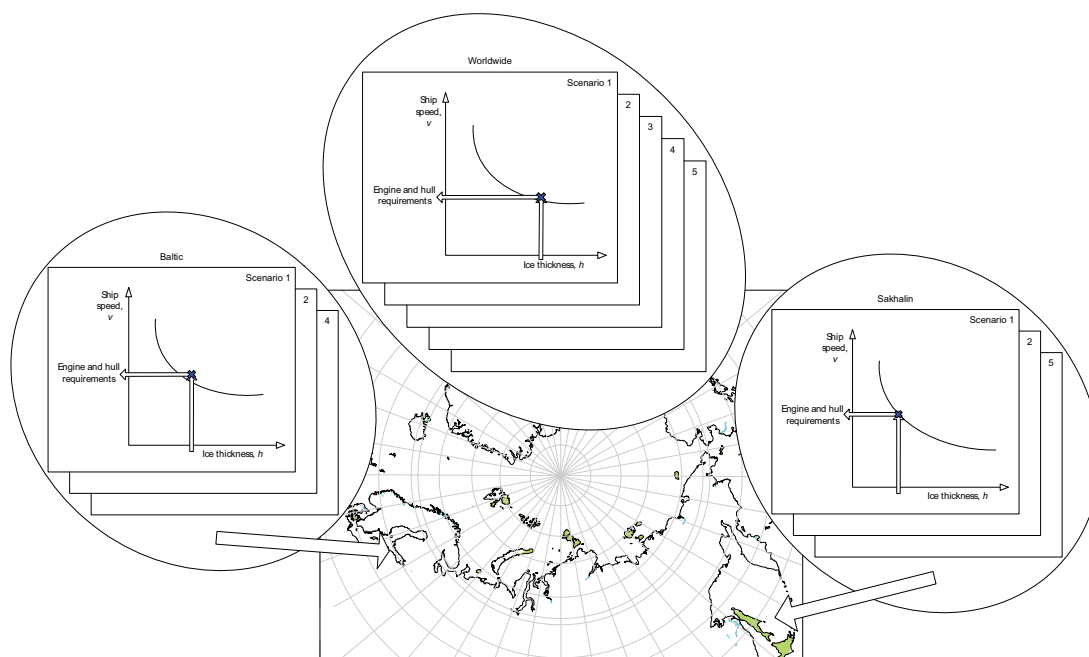 Worldwide
Scenario 1
Ship
speed,
v
Engine and hull
requirements
Ice thickness, h
2
3
4
5
Baltic
Scenario 1
Ship
speed,
v
Engine and hull
requirements
Ice thickness, h
2
4
Sakhalin
Scenario 1
Ship
speed,
v
Engine and hull
requirements
Ice thickness, h
2
5